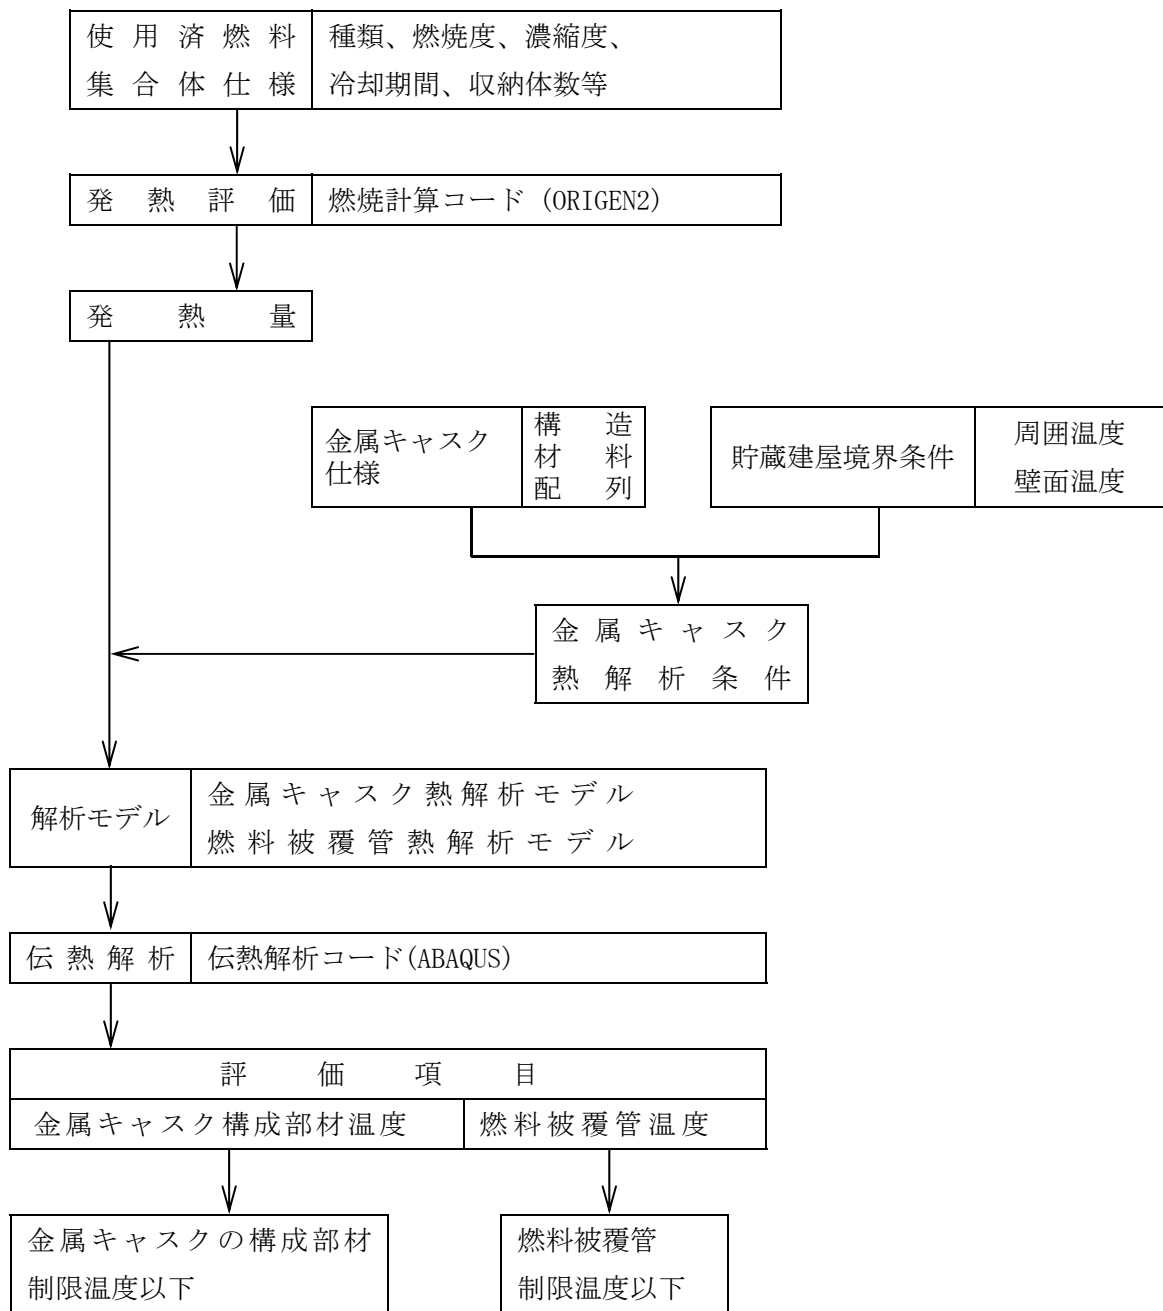 使用済燃料
集合体仕様
種類、燃焼度、濃縮度、
冷却期間、収納体数等
発熱評価
燃焼計算コード (ORIGEN2)
発熱量
金属キャスク
仕様
構造
材料
配列
貯蔵建屋境界条件
周囲温度
壁面温度
金属キャスク
熱解析条件
解析モデル
金属キャスク熱解析モデル
燃料被覆管熱解析モデル
伝熱解析
伝熱解析コード(ABAQUS)
評価項目
金属キャスク構成部材温度
燃料被覆管温度
金属キャスクの構成部材
制限温度以下
燃料被覆管
制限温度以下